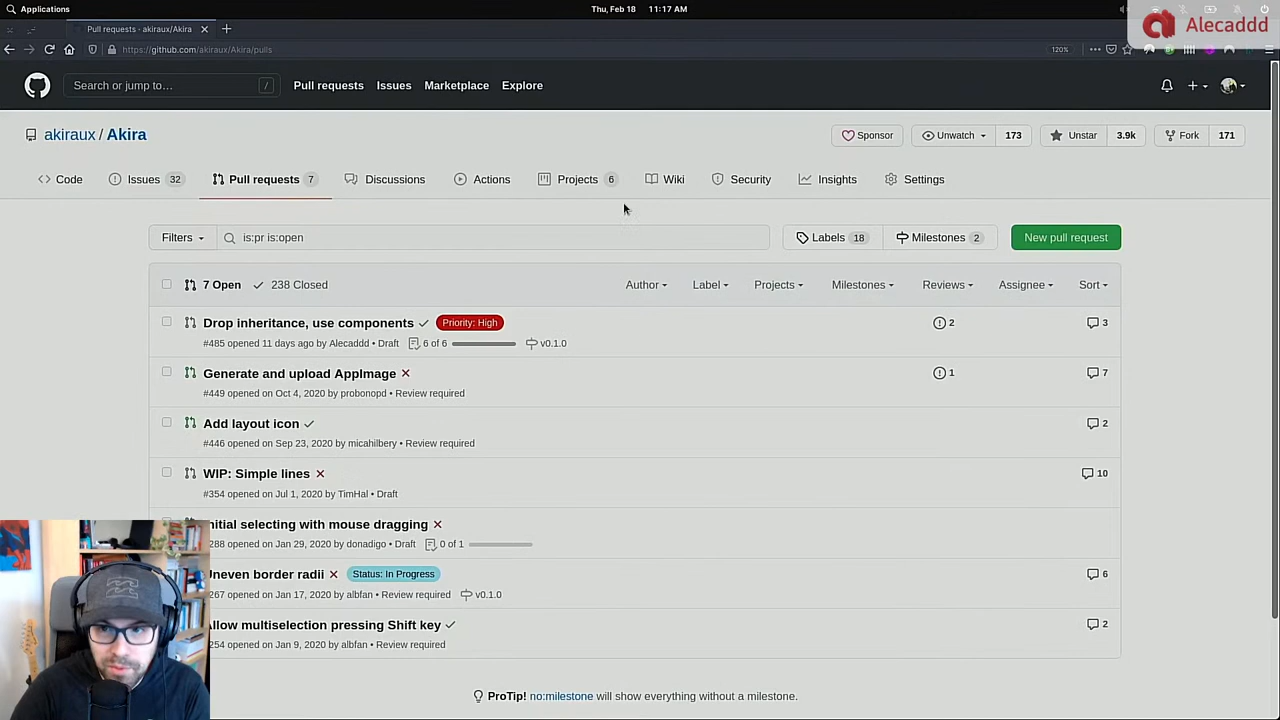 Applications
Thu, Feb 18 11:17 AM
Alecaddd
Pull requests · akiraux/Akira
https://github.com/akiraux/Akira/pulls
120%
Search or jump to…
/
Pull requests
Issues
Marketplace
Explore
akiraux / Akira
Sponsor
Unwatch
173
Unstar
3.9k
Fork
171
Code
Issues 32
Pull requests 7
Discussions
Actions
Projects 6
Wiki
Security
Insights
Settings
Filters
is:pr is:open
Labels 18
Milestones 2
New pull request
7 Open
238 Closed
Author
Label
Projects
Milestones
Reviews
Assignee
Sort
Drop inheritance, use components Priority: High
2
3
#485 opened 11 days ago by Alecaddd • Draft 6 of 6 v0.1.0
Generate and upload AppImage
1
7
#449 opened on Oct 4, 2020 by probonopd • Review required
Add layout icon
2
#446 opened on Sep 23, 2020 by micahilbery • Review required
WIP: Simple lines
10
#354 opened on Jul 1, 2020 by TimHal • Draft
nitial selecting with mouse dragging
288 opened on Jan 29, 2020 by donadigo • Draft 0 of 1
Uneven border radii Status: In Progress
6
267 opened on Jan 17, 2020 by albfan • Review required v0.1.0
Allow multiselection pressing Shift key
2
254 opened on Jan 9, 2020 by albfan • Review required
ProTip! no:milestone will show everything without a milestone.